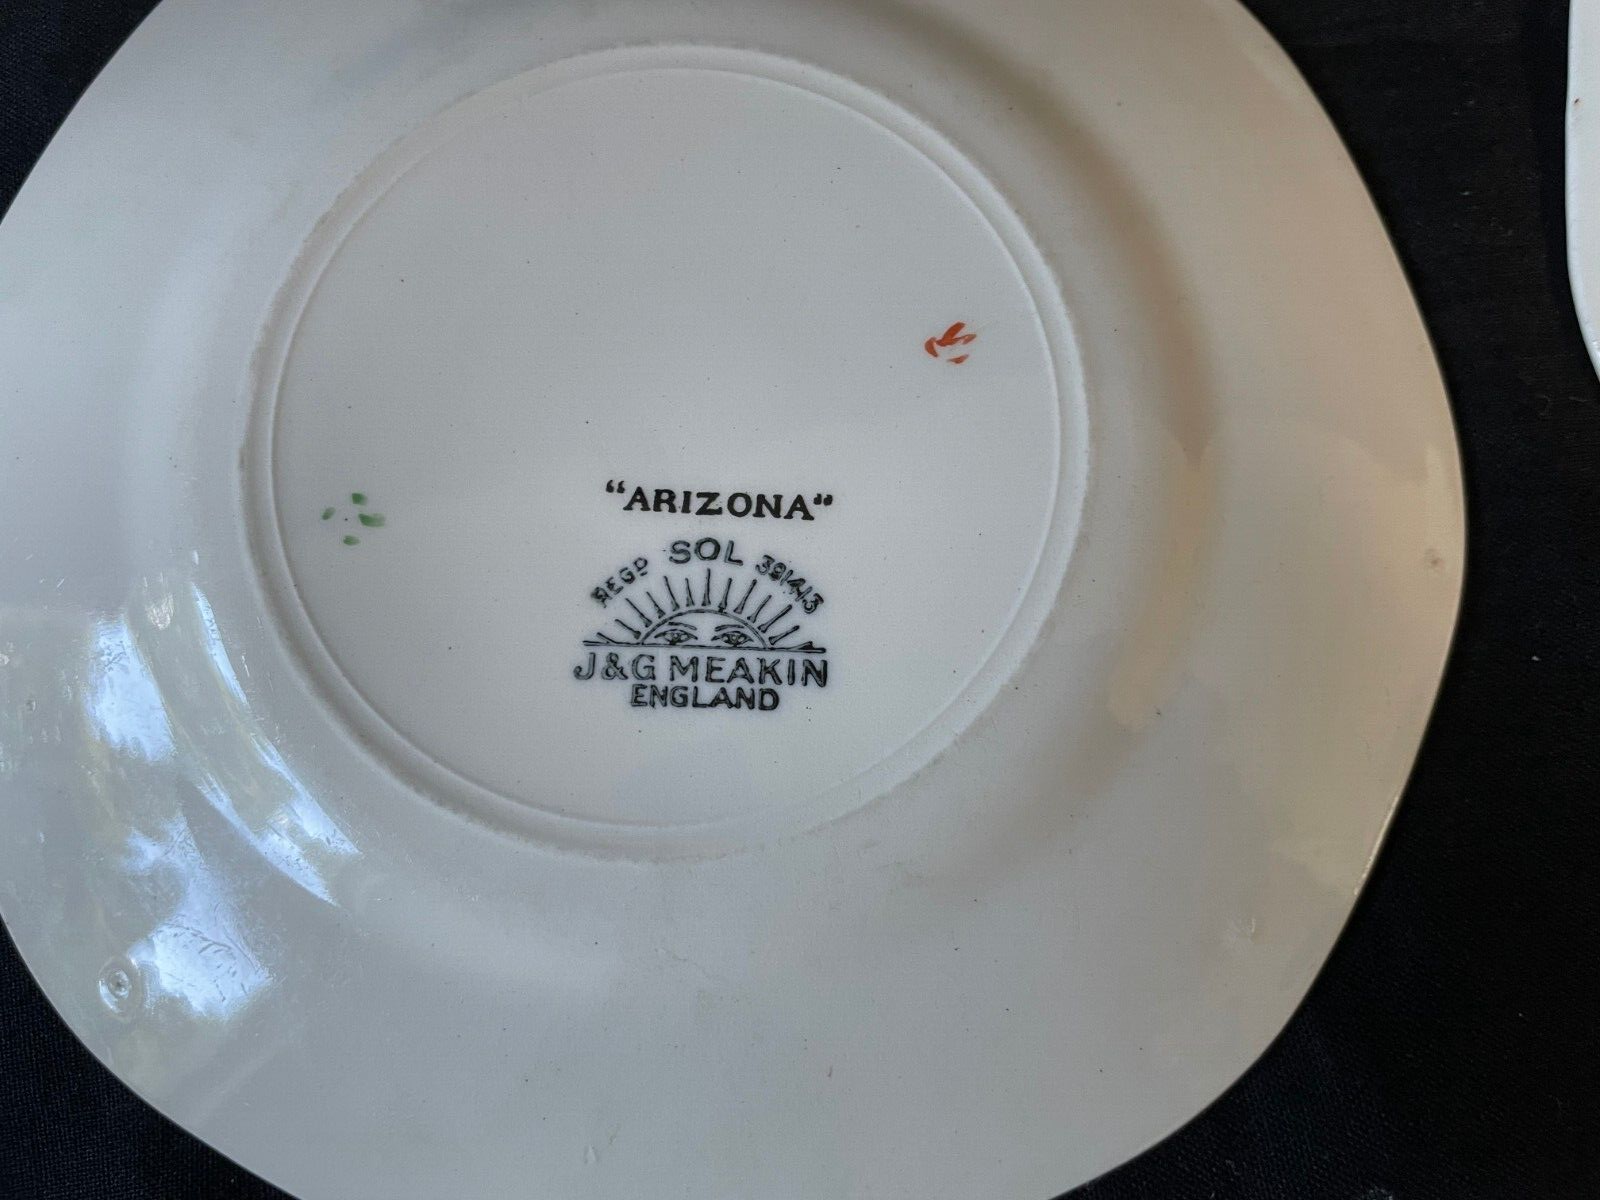 “ARIZONA”
SOL
REGD 391413
J&G MEAKIN
ENGLAND